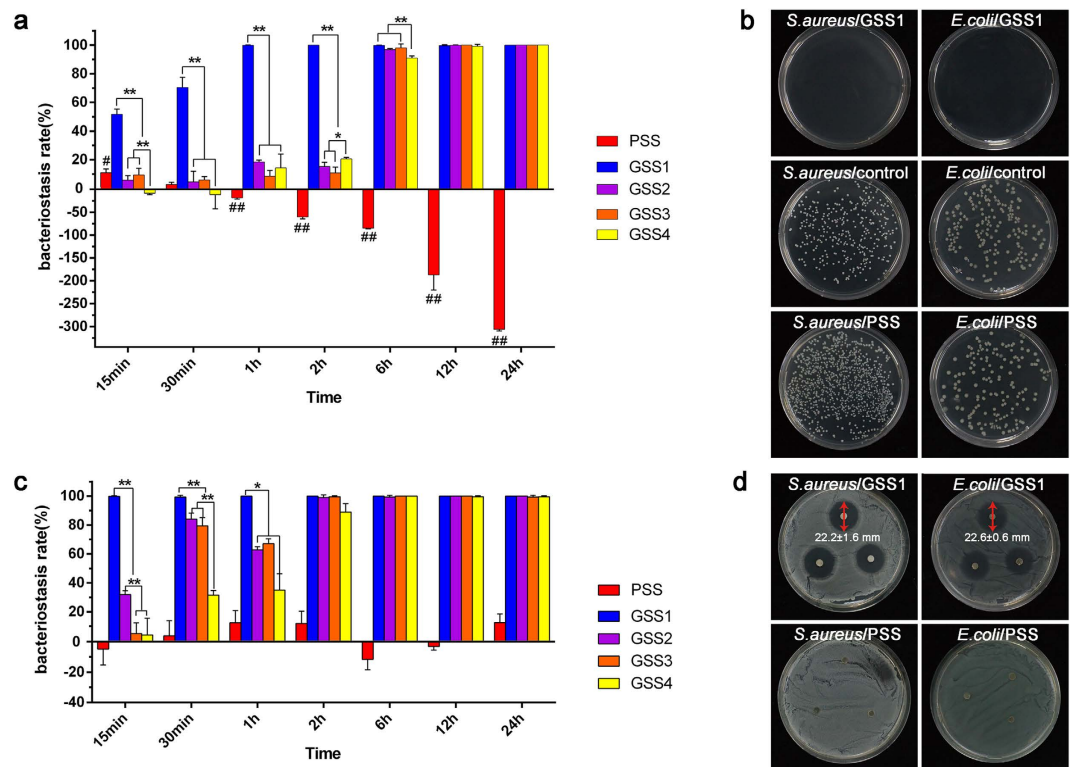 a
bacteriostasis rate(%)
100
80
60
40
20
0
-50
-100
-150
-200
-250
-300
#
**
**
**
**
##
**
*
##
**
##
##
##
15min
30min
1h
2h
6h
12h
24h
Time
PSS
GSS1
GSS2
GSS3
GSS4
b
S.aureus/GSS1
E.coli/GSS1
S.aureus/control
E.coli/control
S.aureus/PSS
E.coli/PSS
c
bacteriostasis rate(%)
100
80
60
40
20
0
-20
-40
**
**
**
**
*
15min
30min
1h
2h
6h
12h
24h
Time
PSS
GSS1
GSS2
GSS3
GSS4
d
S.aureus/GSS1
E.coli/GSS1
22.2±1.6 mm
22.6±0.6 mm
S.aureus/PSS
E.coli/PSS